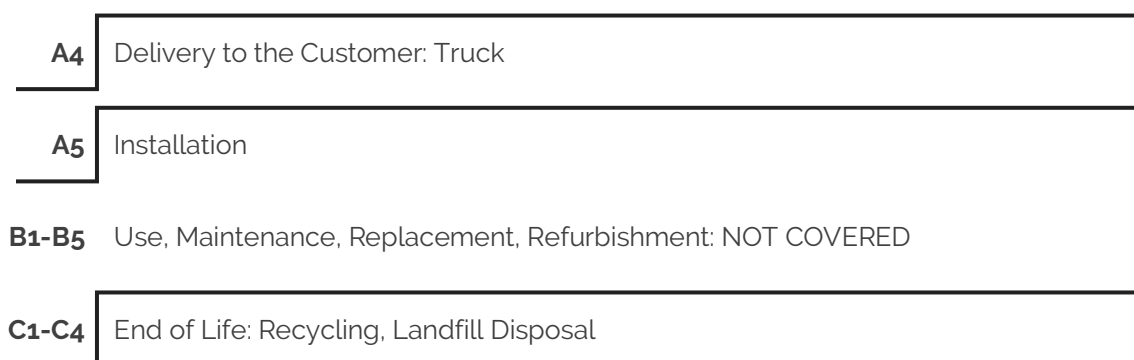 A4 Delivery to the Customer: Truck
A5 Installation
B1-B5 Use, Maintenance, Replacement, Refurbishment: NOT COVERED
C1-C4 End of Life: Recycling, Landfill Disposal